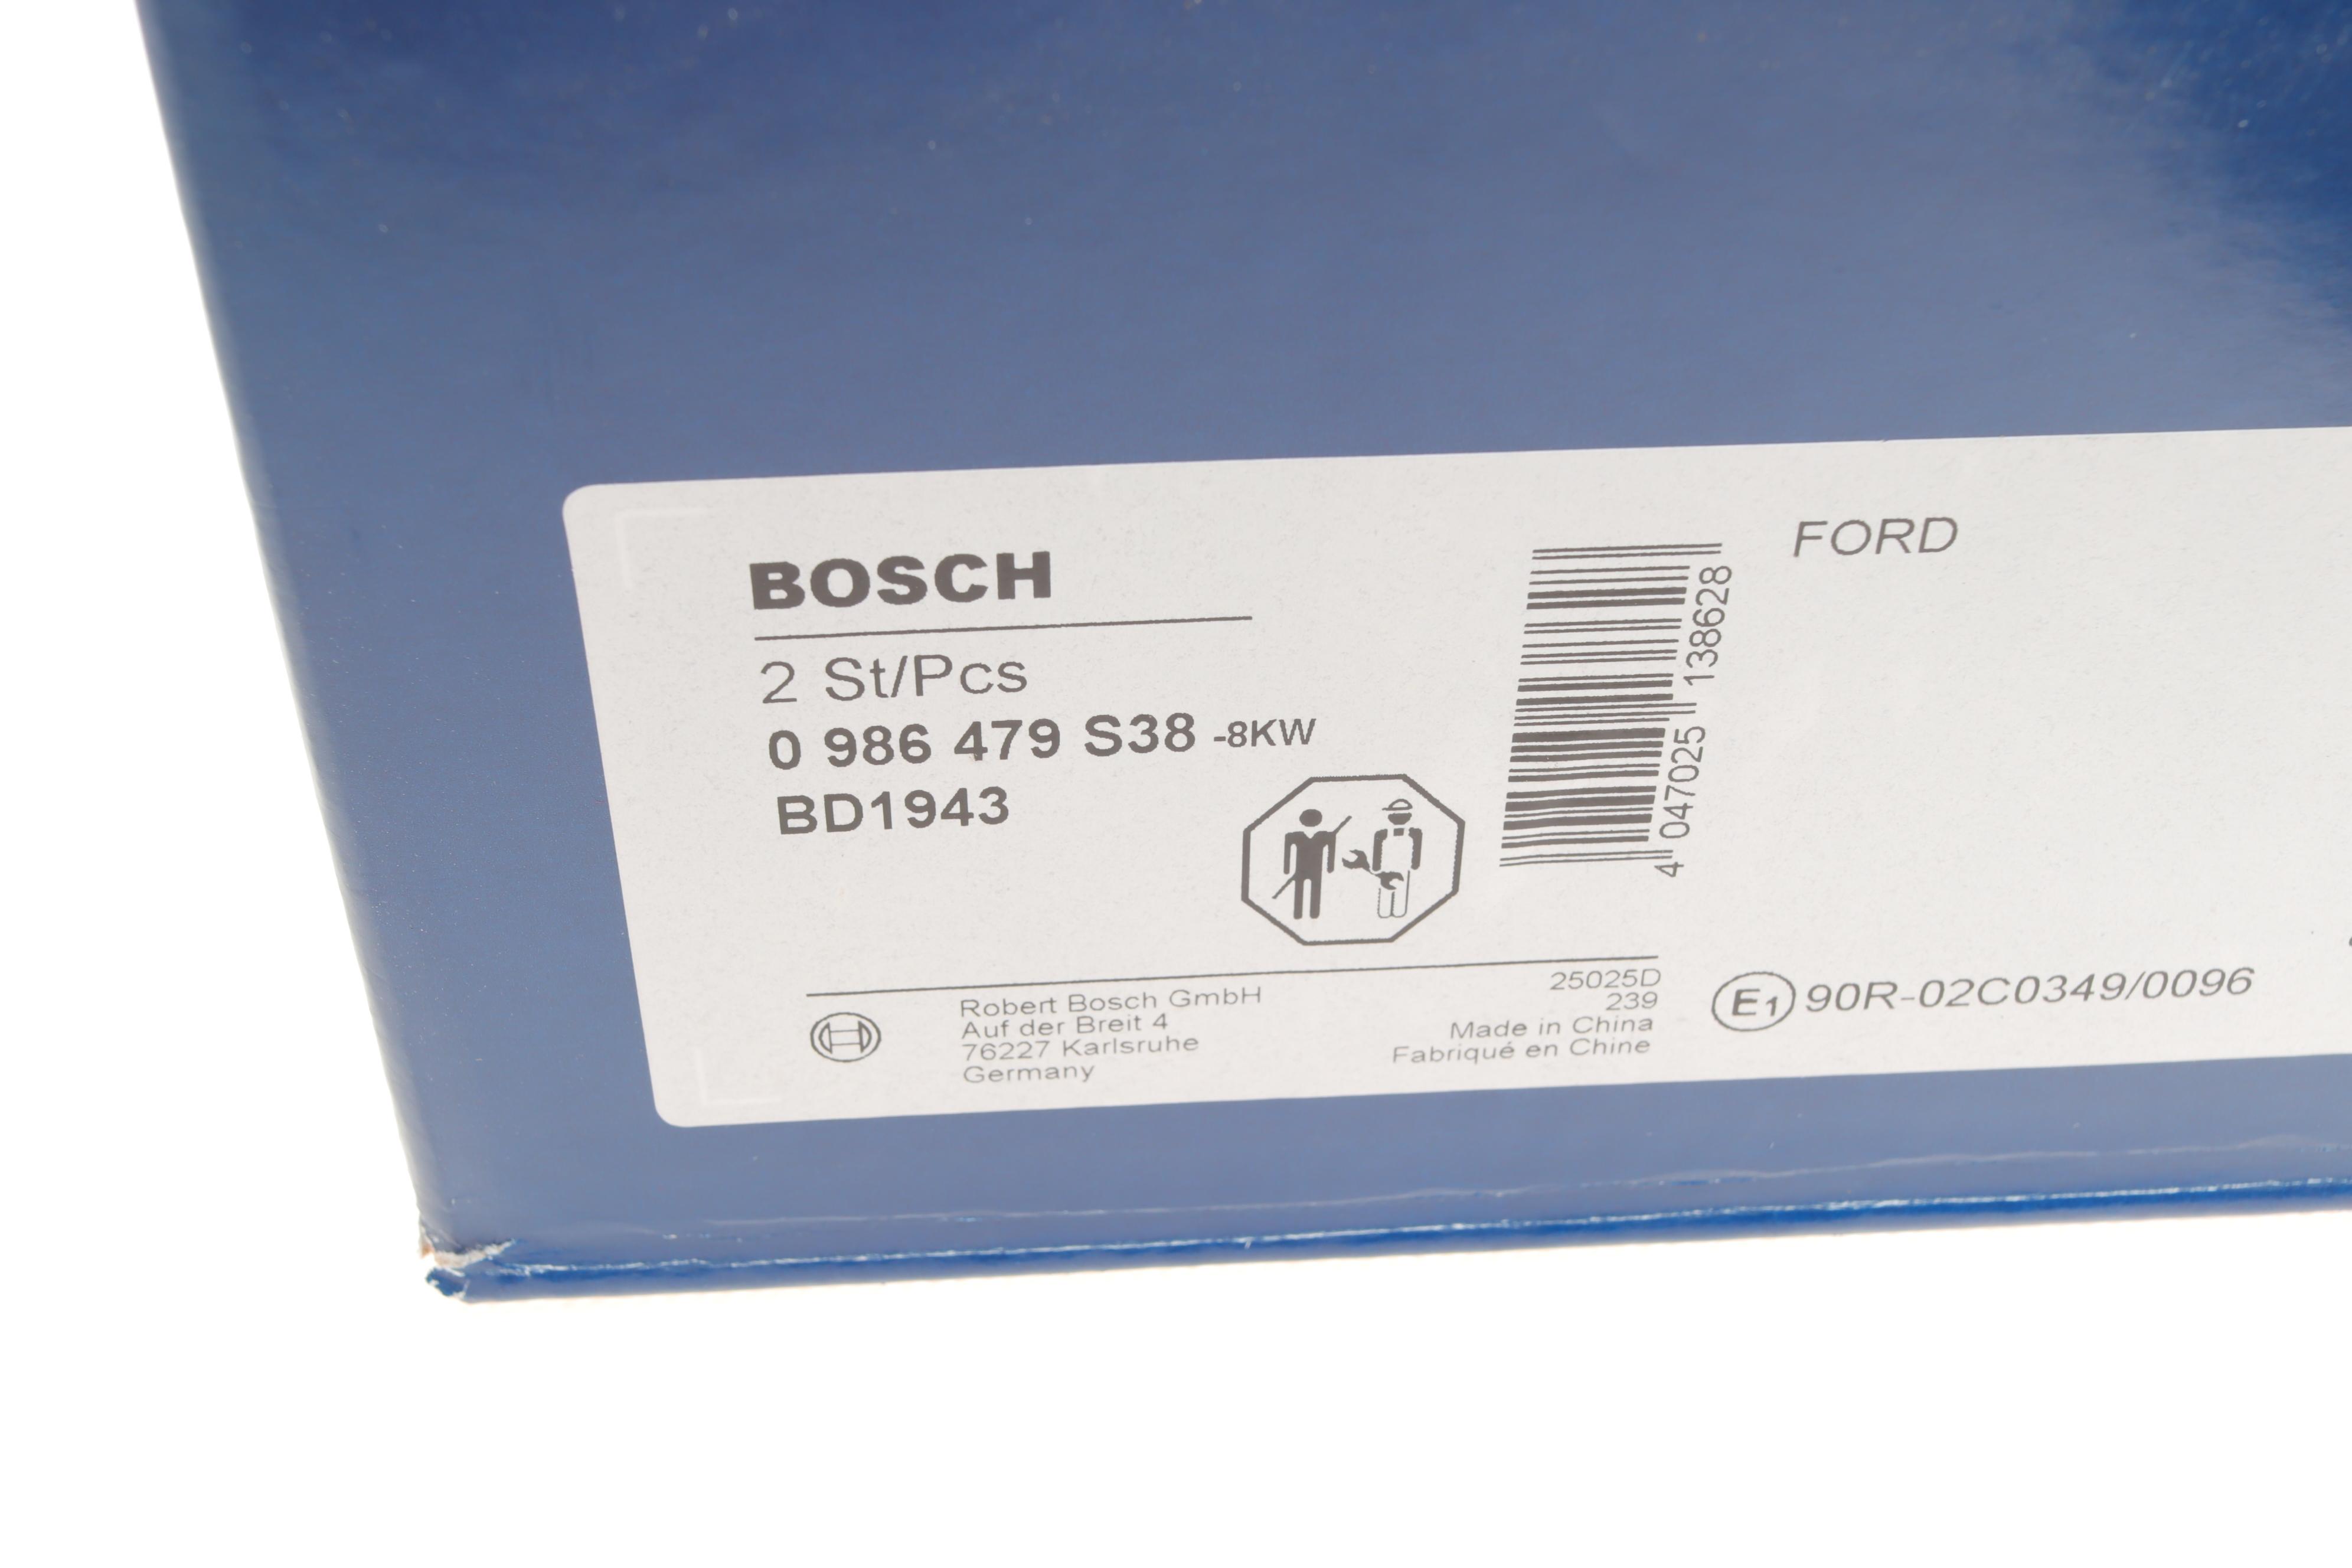 BOSCH
2 St/Pcs
0 986 479 S38 -8KW
BD1943
4 047025 138628
FORD
Robert Bosch GmbH
Auf der Breit 4
76227 Karlsruhe
Germany
25025D
239
Made in China
Fabriqué en Chine
E1 90R-02C0349/0096